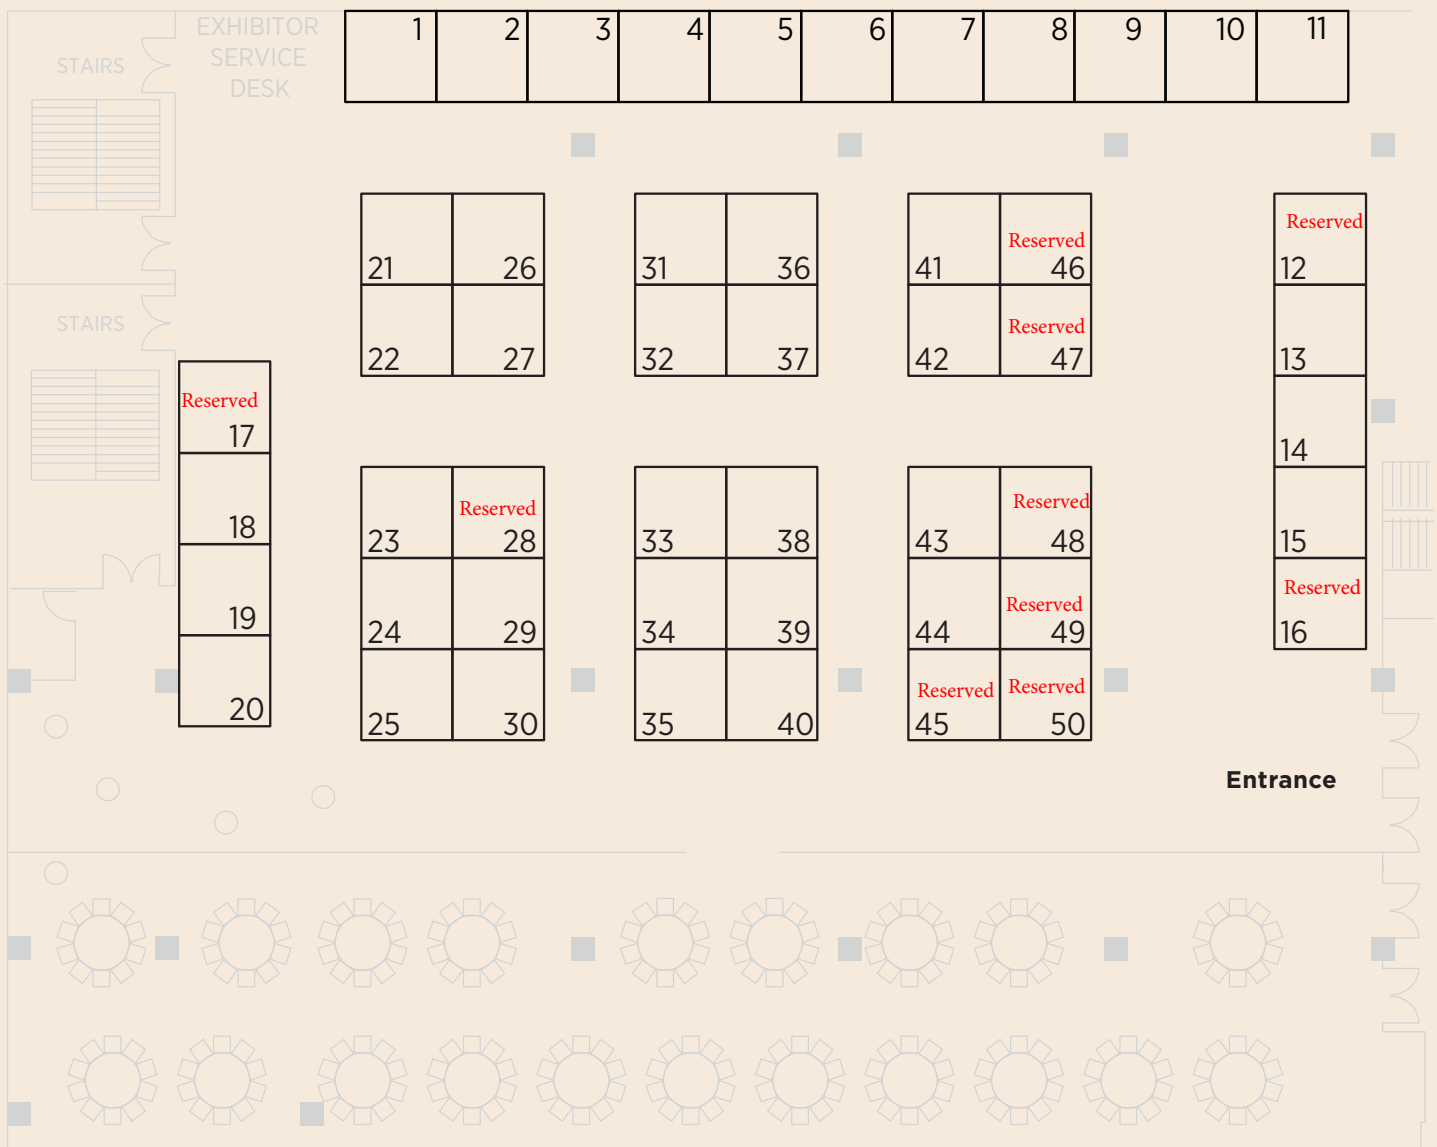 EXHIBITOR
SERVICE
DESK
STAIRS
1 2 3 4 5 6 7 8 9 10 11
Reserved
Reserved
21 26 31 36 41 46 12
STAIRS
Reserved
22 27 32 37 42 47 13
Reserved
17
14
Reserved
Reserved
18
23 28 33 38 43 48 15
Reserved
Reserved
19
24 29 34 39 44 49 16
Reserved
Reserved
20
25 30 35 40 45 50
Entrance